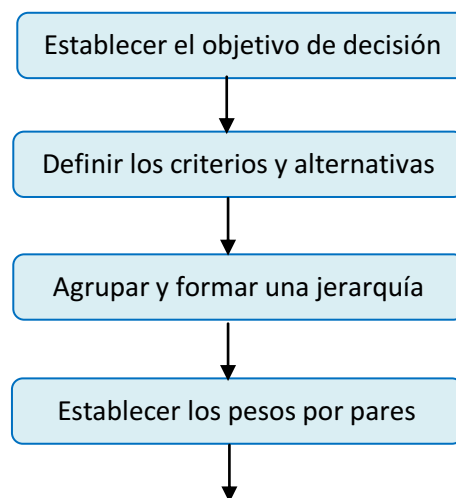 Establecer el objetivo de decisión
Definir los criterios y alternativas
Agrupar y formar una jerarquía
Establecer los pesos por pares